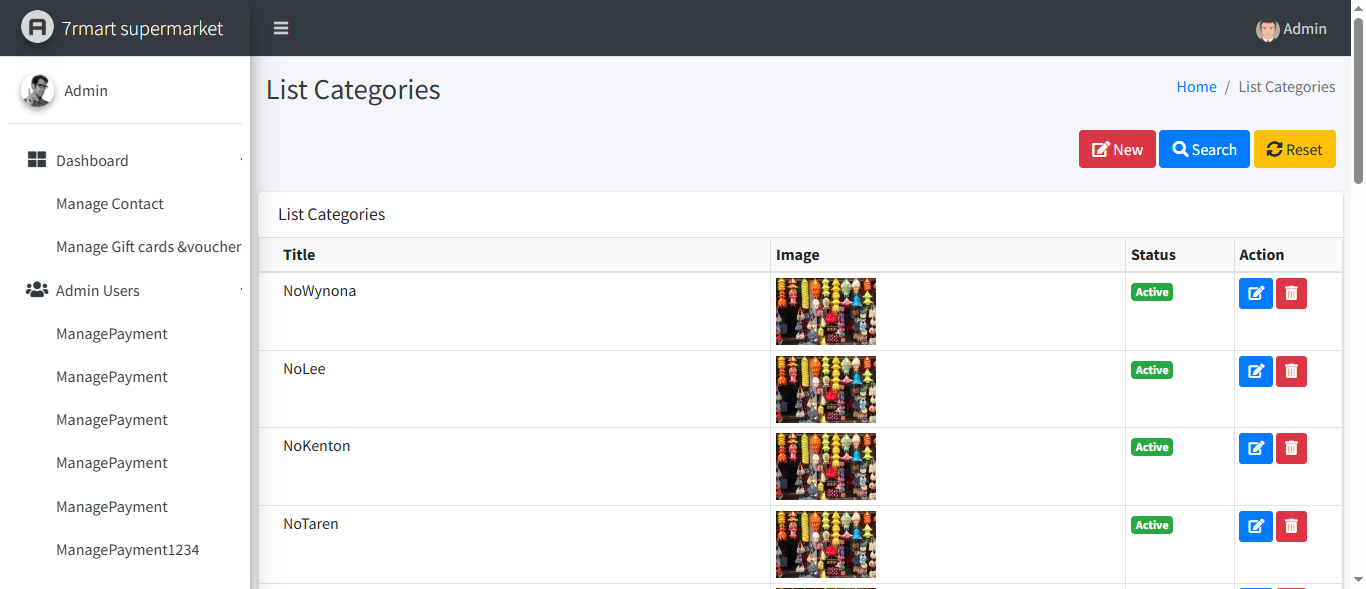 7rmart supermarket
Admin
Admin
List Categories
Home / List Categories
New Search Reset
Dashboard
Manage Contact
Manage Gift cards &voucher
Admin Users
ManagePayment
ManagePayment
ManagePayment
ManagePayment
ManagePayment
ManagePayment1234
List Categories
Title Image Status Action
NoWynona Active
NoLee Active
NoKenton Active
NoTaren Active